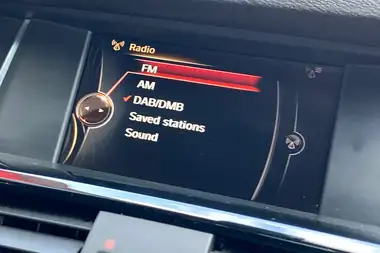 Radio
FM
AM
DAB/DMB
Saved stations
Sound